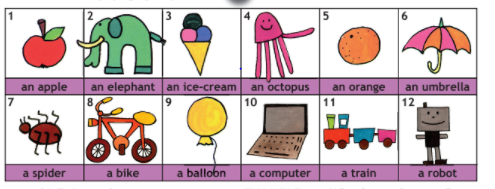 1 2 3 4 5 6
an apple an elephant an ice-cream an octopus an orange an umbrella
7 8 9 10 11 12
a spider a bike a balloon a computer a train a robot